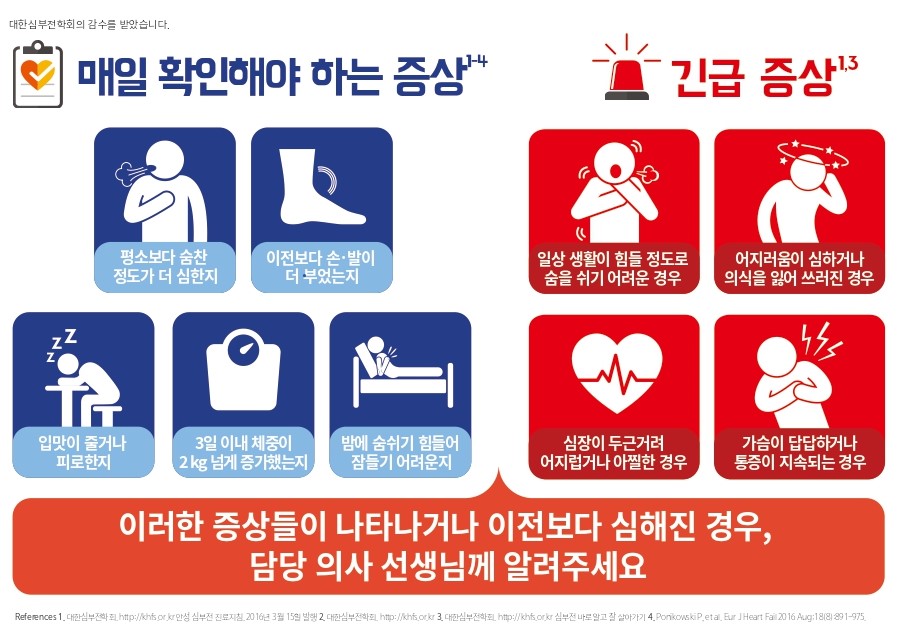 대한심부전학회의 감수를 받았습니다.
매일 확인해야 하는 증상1-4
긴급 증상1,3
평소보다 숨찬
정도가 더 심한지
이전보다 손·발이
더 부었는지
입맛이 줄거나
피로한지
3일 이내 체중이
2 kg 넘게 증가했는지
밤에 숨쉬기 힘들어
잠들기 어려운지
일상 생활이 힘들 정도로
숨을 쉬기 어려운 경우
어지러움이 심하거나
의식을 잃어 쓰러진 경우
심장이 두근거려
어지럽거나 아찔한 경우
가슴이 답답하거나
통증이 지속되는 경우
z z z
이러한 증상들이 나타나거나 이전보다 심해진 경우,
담당 의사 선생님께 알려주세요
References 1. 대한심부전학회, http://khfs.or.kr 만성 심부전 진료지침, 2016년 3월 15일 발행 2. 대한심부전학회, http://khfs.or.kr 3. 대한심부전학회, http://khfs.or.kr 심부전 바로알고 잘 살아가기 4. Ponikowski P, et al, Eur J Heart Fail 2016 Aug;18(8):891-975.